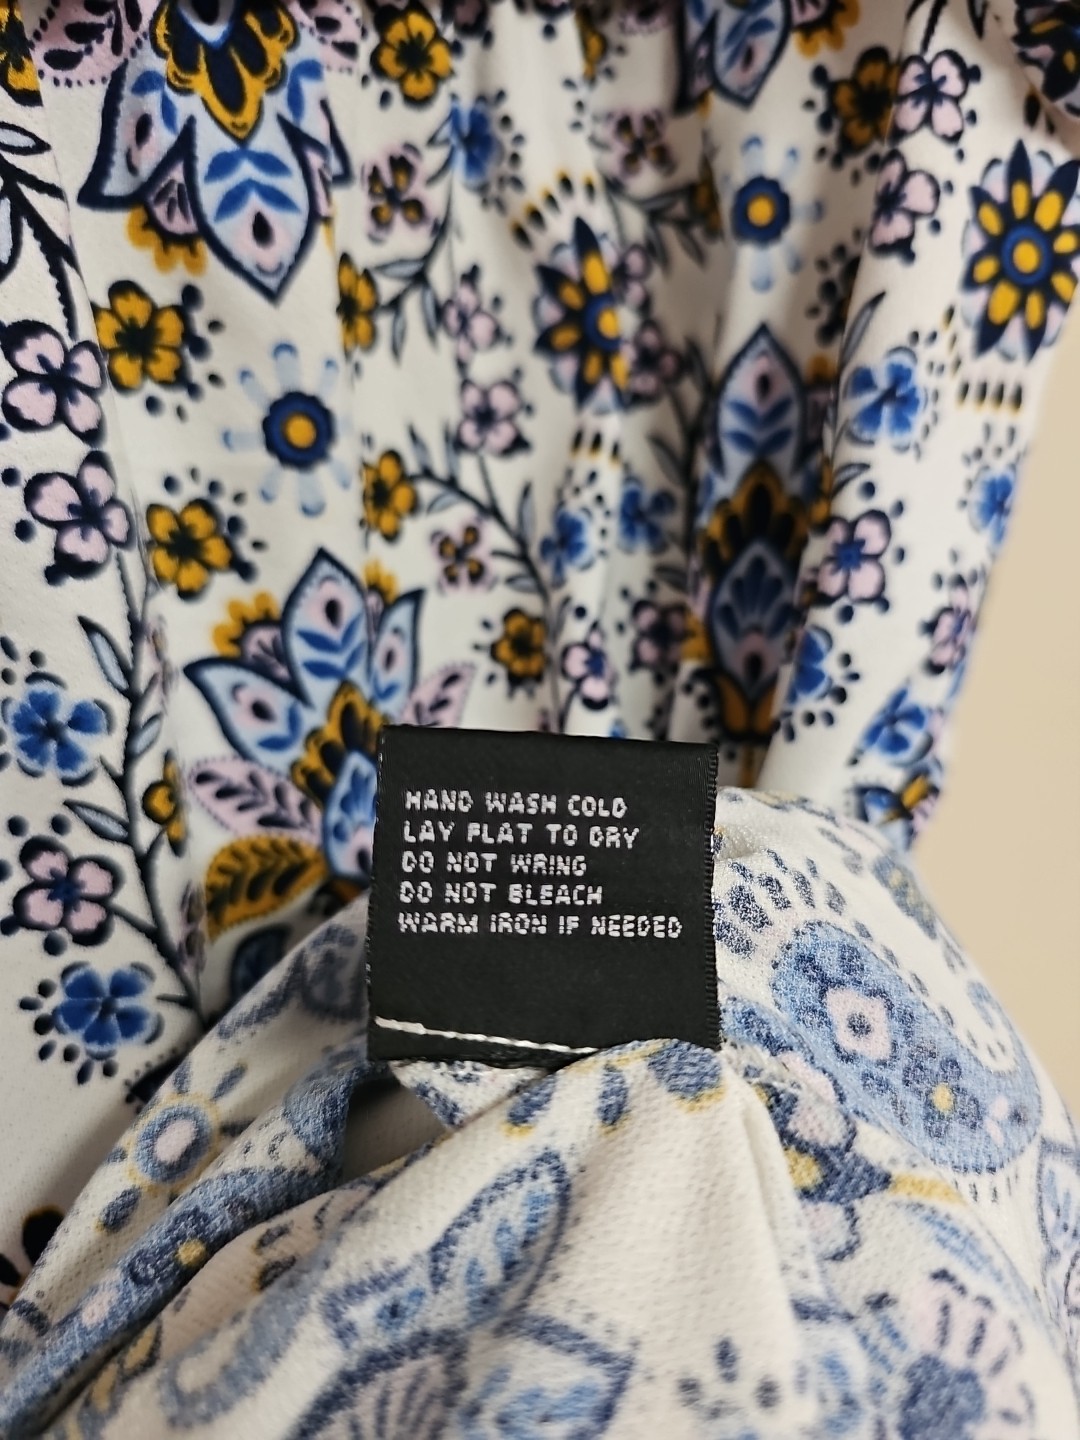 HAND WASH COLD
LAY FLAT TO DRY
DO NOT WRING
DO NOT BLEACH
WARM IRON IF NEEDED